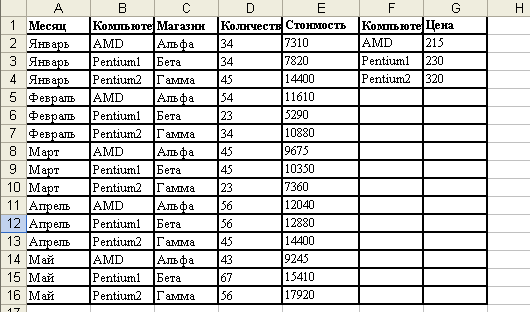 A B C D E F G H
1 Месяц Компьюте Магазин Количеств Стоимость Компьюте Цена
2 Январь AMD Альфа 34 7310 AMD 215
3 Январь Pentium1 Бета 34 7820 Pentium1 230
4 Январь Pentium2 Гамма 45 14400 Pentium2 320
5 Февраль AMD Альфа 54 11610
6 Февраль Pentium1 Бета 23 5290
7 Февраль Pentium2 Гамма 34 10880
8 Март AMD Альфа 45 9675
9 Март Pentium1 Бета 45 10350
10 Март Pentium2 Гамма 23 7360
11 Апрель AMD Альфа 56 12040
12 Апрель Pentium1 Бета 56 12880
13 Апрель Pentium2 Гамма 45 14400
14 Май AMD Альфа 43 9245
15 Май Pentium1 Бета 67 15410
16 Май Pentium2 Гамма 56 17920